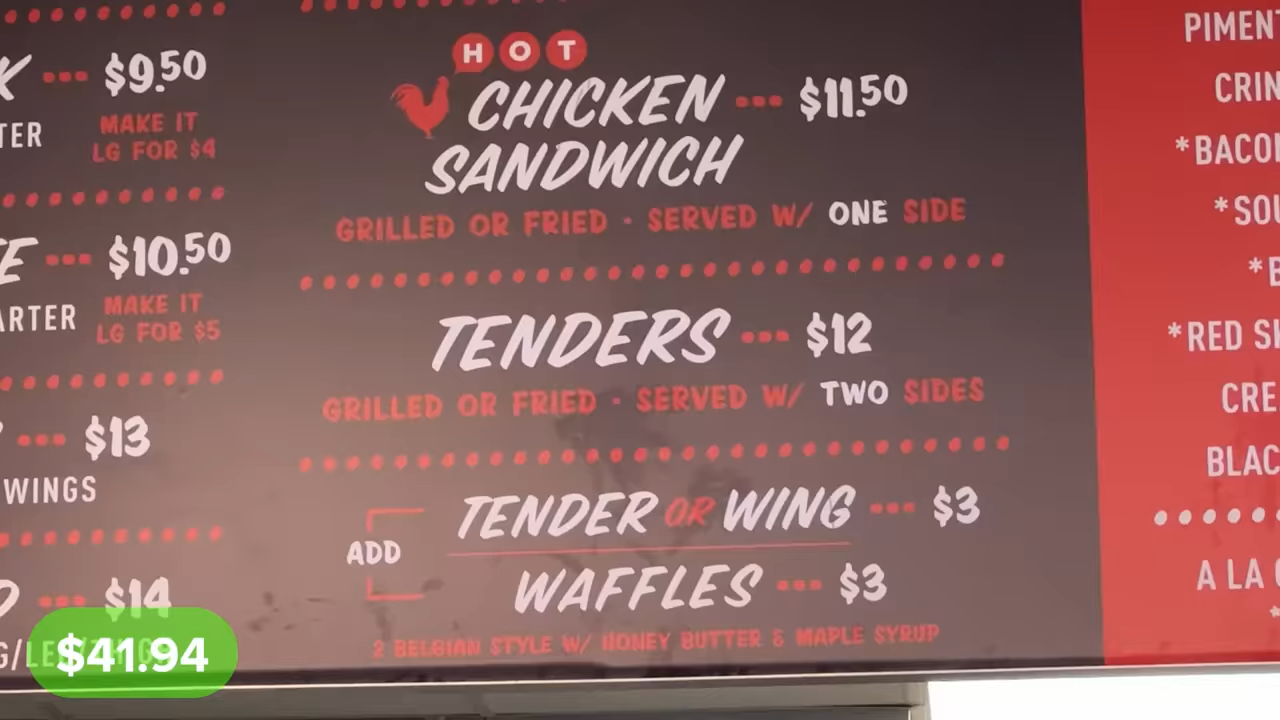 K ••• $9.50
TER
MAKE IT
LG FOR $4
E ••• $10.50
ARTER
MAKE IT
LG FOR $5
••• $13
WINGS
••• $14
$41.94
HOT
CHICKEN ••• $11.50
SANDWICH
GRILLED OR FRIED · SERVED W/ ONE SIDE
TENDERS ••• $12
GRILLED OR FRIED · SERVED W/ TWO SIDES
ADD
TENDER OR WING ••• $3
WAFFLES ••• $3
2 BELGIAN STYLE W/ HONEY BUTTER & MAPLE SYRUP
PIMEN
CRIN
*BACO
*SOU
*B
*RED S
CRE
BLAC
A LA